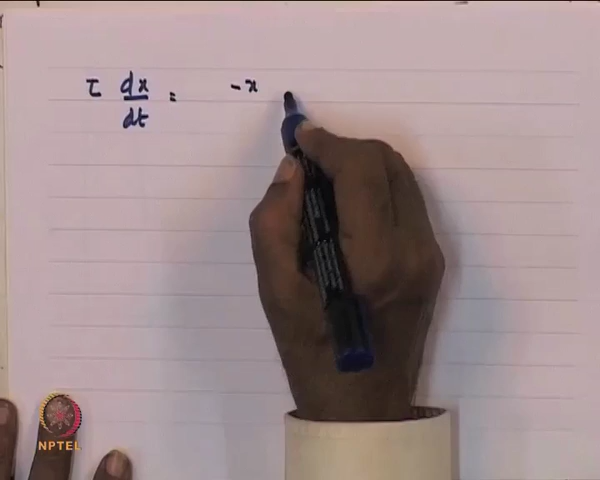 τ dx/dt = -x
NPTEL